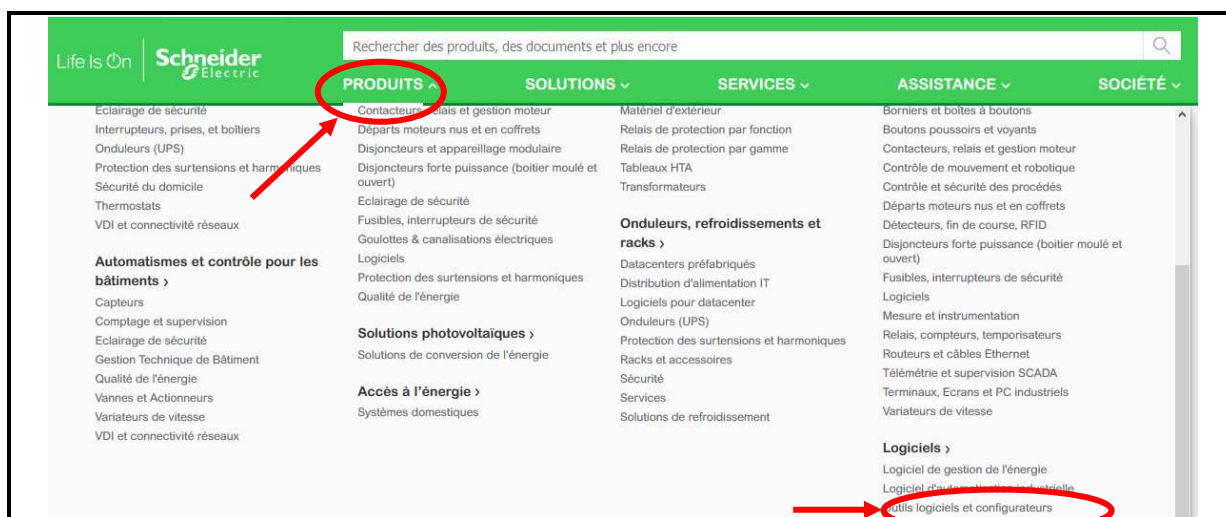 Life Is On
Schneider
Electric
Rechercher des produits, des documents et plus encore
PRODUITS
SOLUTIONS
SERVICES
ASSISTANCE
SOCIÉTÉ
Eclairage de sécurité
Interrupteurs, prises, et boîtiers
Onduleurs (UPS)
Protection des surtensions et harmoniques
Sécurité du domicile
Thermostats
VDI et connectivité réseaux
Automatismes et contrôle pour les
bâtiments >
Capteurs
Comptage et supervision
Eclairage de sécurité
Gestion Technique de Bâtiment
Qualité de l'énergie
Vannes et Actionneurs
Variateurs de vitesse
VDI et connectivité réseaux
Contacteurs, relais et gestion moteur
Départs moteurs nus et en coffrets
Disjoncteurs et appareillage modulaire
Disjoncteurs forte puissance (boitier moulé et
ouvert)
Eclairage de sécurité
Fusibles, interrupteurs de sécurité
Goulottes & canalisations électriques
Logiciels
Protection des surtensions et harmoniques
Qualité de l'énergie
Solutions photovoltaïques >
Solutions de conversion de l'énergie
Accès à l'énergie >
Systèmes domestiques
Matériel d'extérieur
Relais de protection par fonction
Relais de protection par gamme
Tableaux HTA
Transformateurs
Onduleurs, refroidissements et
racks >
Datacenters préfabriqués
Distribution d'alimentation IT
Logiciels pour datacenter
Onduleurs (UPS)
Protection des surtensions et harmoniques
Racks et accessoires
Sécurité
Services
Solutions de refroidissement
Borniers et boîtes à boutons
Boutons poussoirs et voyants
Contacteurs, relais et gestion moteur
Contrôle de mouvement et robotique
Contrôle et sécurité des procédés
Départs moteurs nus et en coffrets
Détecteurs, fin de course, RFID
Disjoncteurs forte puissance (boitier moulé et
ouvert)
Fusibles, interrupteurs de sécurité
Logiciels
Mesure et instrumentation
Relais, compteurs, temporisateurs
Routeurs et câbles Ethernet
Télémétrie et supervision SCADA
Terminaux, Ecrans et PC industriels
Variateurs de vitesse
Logiciels >
Logiciel de gestion de l'énergie
Logiciel d'automatisation industrielle
Outils logiciels et configurateurs